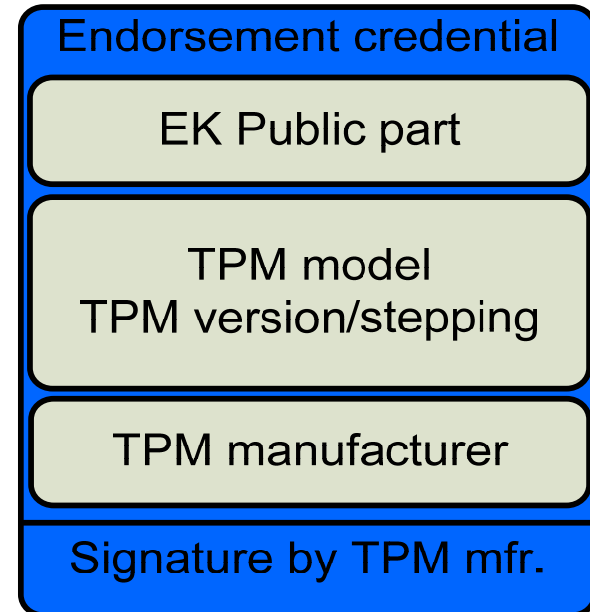 Endorsement credential
EK Public part
TPM model
TPM version/stepping
TPM manufacturer
Signature by TPM mfr.